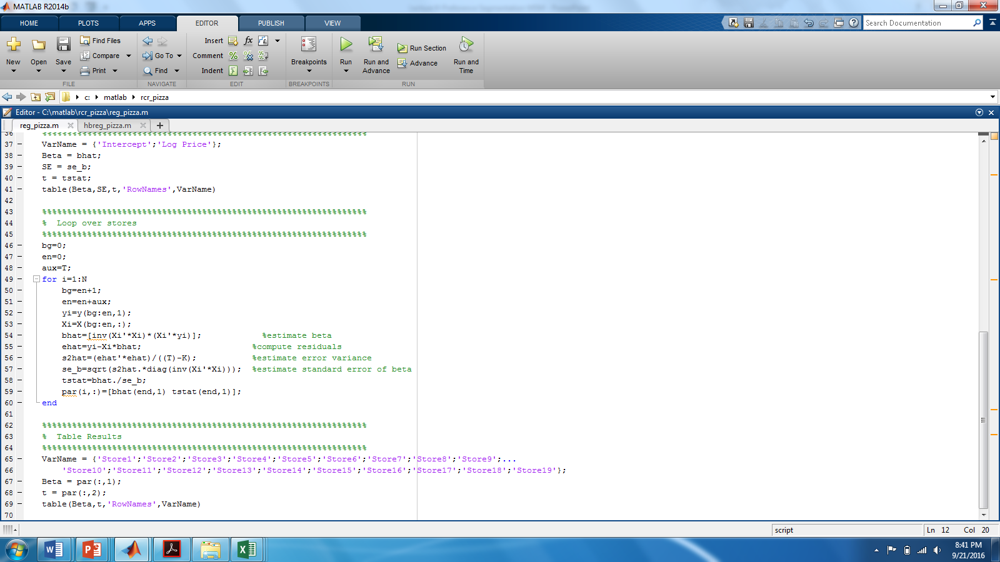 MATLAB R2014b
HOME PLOTS APPS EDITOR PUBLISH VIEW
Search Documentation
New Open Save Find Files Compare Print
Go To Find
Insert fx
Comment
Indent
Breakpoints
Run Run and Advance Run Section Advance Run and Time
FILE NAVIGATE EDIT BREAKPOINTS RUN
c: matlab rcr_pizza
Editor - C:\matlab\rcr_pizza\reg_pizza.m
reg_pizza.m hbreg_pizza.m
36 %%%%%%%%%%%%%%%%%%%%%%%%%%%%%%%%%%%%%%%%%%%%%%%%%%%%%%%%%%%%%%%%%
37 VarName = {'Intercept';'Log Price'};
38 Beta = bhat;
39 SE = se_b;
40 t = tstat;
41 table(Beta,SE,t,'RowNames',VarName)
42
43 %%%%%%%%%%%%%%%%%%%%%%%%%%%%%%%%%%%%%%%%%%%%%%%%%%%%%%%%%%%%%%%%%
44 % Loop over stores
45 %%%%%%%%%%%%%%%%%%%%%%%%%%%%%%%%%%%%%%%%%%%%%%%%%%%%%%%%%%%%%%%%%
46 bg=0;
47 en=0;
48 aux=T;
49 for i=1:N
50 bg=en+1;
51 en=en+aux;
52 yi=y(bg:en,1);
53 Xi=X(bg:en,:);
54 bhat=[inv(Xi'*Xi)*(Xi'*yi)]; %estimate beta
55 ehat=yi-Xi*bhat; %compute residuals
56 s2hat=(ehat'*ehat)/((T)-K); %estimate error variance
57 se_b=sqrt(s2hat.*diag(inv(Xi'*Xi))); %estimate standard error of beta
58 tstat=bhat./se_b;
59 par(i,:)=[bhat(end,1) tstat(end,1)];
60 end
61
62 %%%%%%%%%%%%%%%%%%%%%%%%%%%%%%%%%%%%%%%%%%%%%%%%%%%%%%%%%%%%%%%%%
63 % Table Results
64 %%%%%%%%%%%%%%%%%%%%%%%%%%%%%%%%%%%%%%%%%%%%%%%%%%%%%%%%%%%%%%%%%
65 VarName = {'Store1';'Store2';'Store3';'Store4';'Store5';'Store6';'Store7';'Store8';'Store9';...
66 'Store10';'Store11';'Store12';'Store13';'Store14';'Store15';'Store16';'Store17';'Store18';'Store19'};
67 Beta = par(:,1);
68 t = par(:,2);
69 table(Beta,t,'RowNames',VarName)
70
script Ln 12 Col 20
8:41 PM
9/21/2016